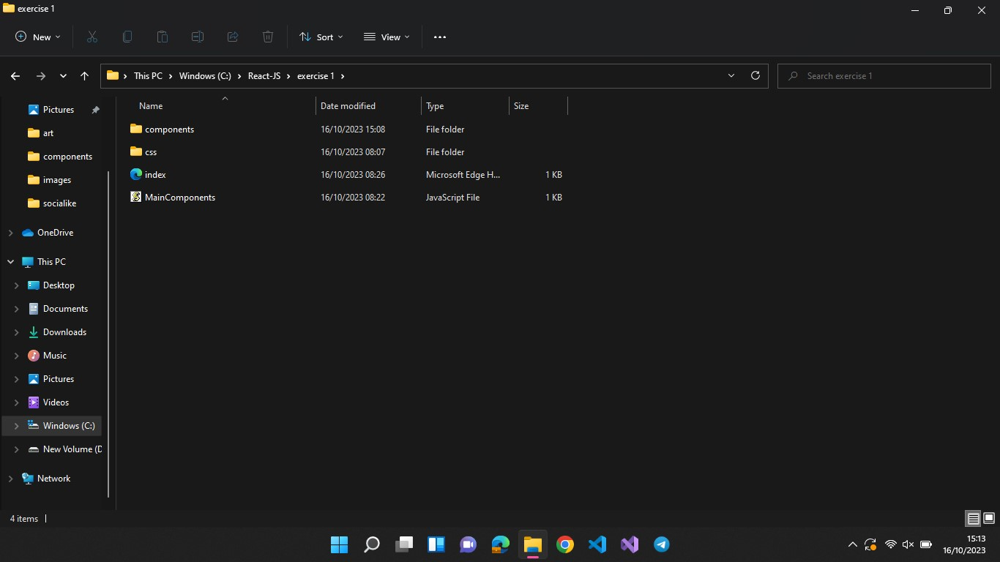 exercise 1
New
Sort
View
This PC
Windows (C:)
React-JS
exercise 1
Search exercise 1
Pictures
art
components
images
socialike
OneDrive
This PC
Desktop
Documents
Downloads
Music
Pictures
Videos
Windows (C:)
New Volume (D
Network
Name Date modified Type Size
components 16/10/2023 15:08 File folder
css 16/10/2023 08:07 File folder
index 16/10/2023 08:26 Microsoft Edge H... 1 KB
MainComponents 16/10/2023 08:22 JavaScript File 1 KB
4 items
15:13
16/10/2023